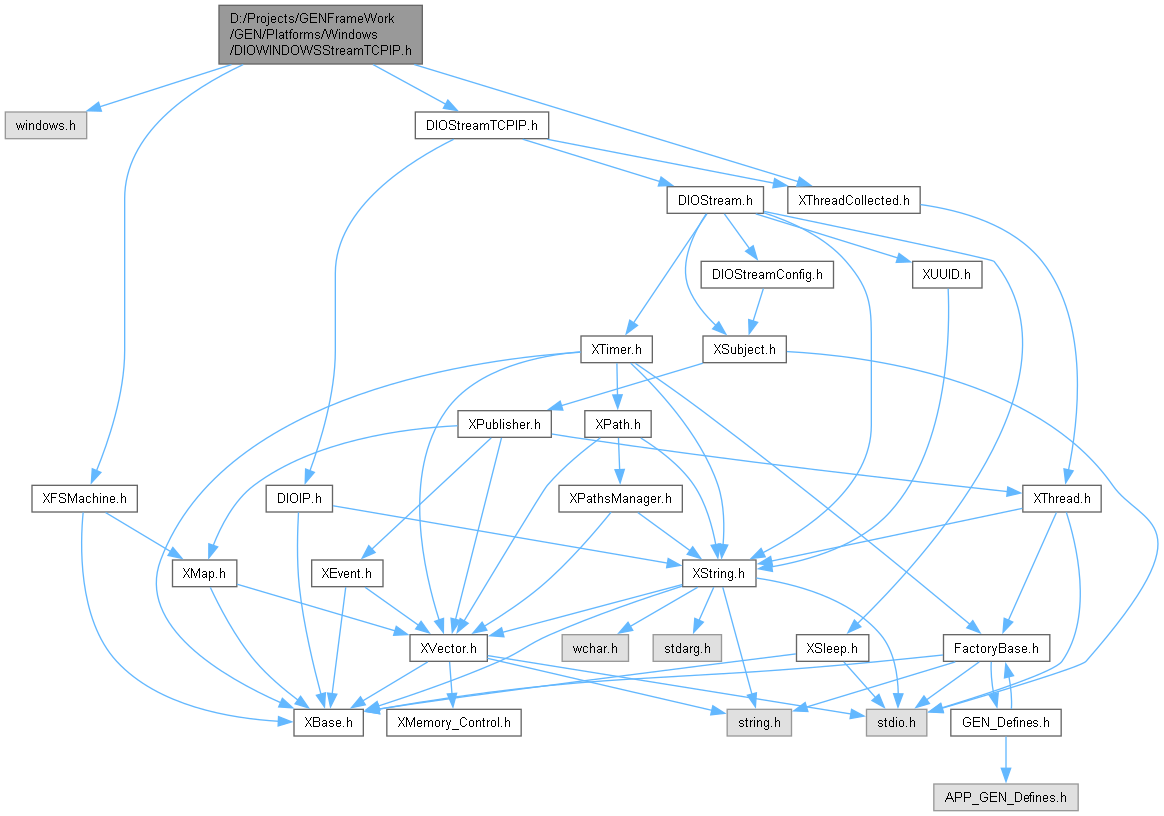 D:/Projects/GENFrameWork
/GEN/Platforms/Windows
/DIOWINDOWSStreamTCPIP.h
windows.h
DIOStreamTCPIP.h
DIOStream.h
XThreadCollected.h
DIOStreamConfig.h
XUUID.h
XTimer.h
XSubject.h
XPublisher.h
XPath.h
XFSMachine.h
DIOIP.h
XPathsManager.h
XThread.h
XMap.h
XEvent.h
XString.h
XVector.h
wchar.h
stdarg.h
XSleep.h
FactoryBase.h
XBase.h
XMemory_Control.h
string.h
stdio.h
GEN_Defines.h
APP_GEN_Defines.h